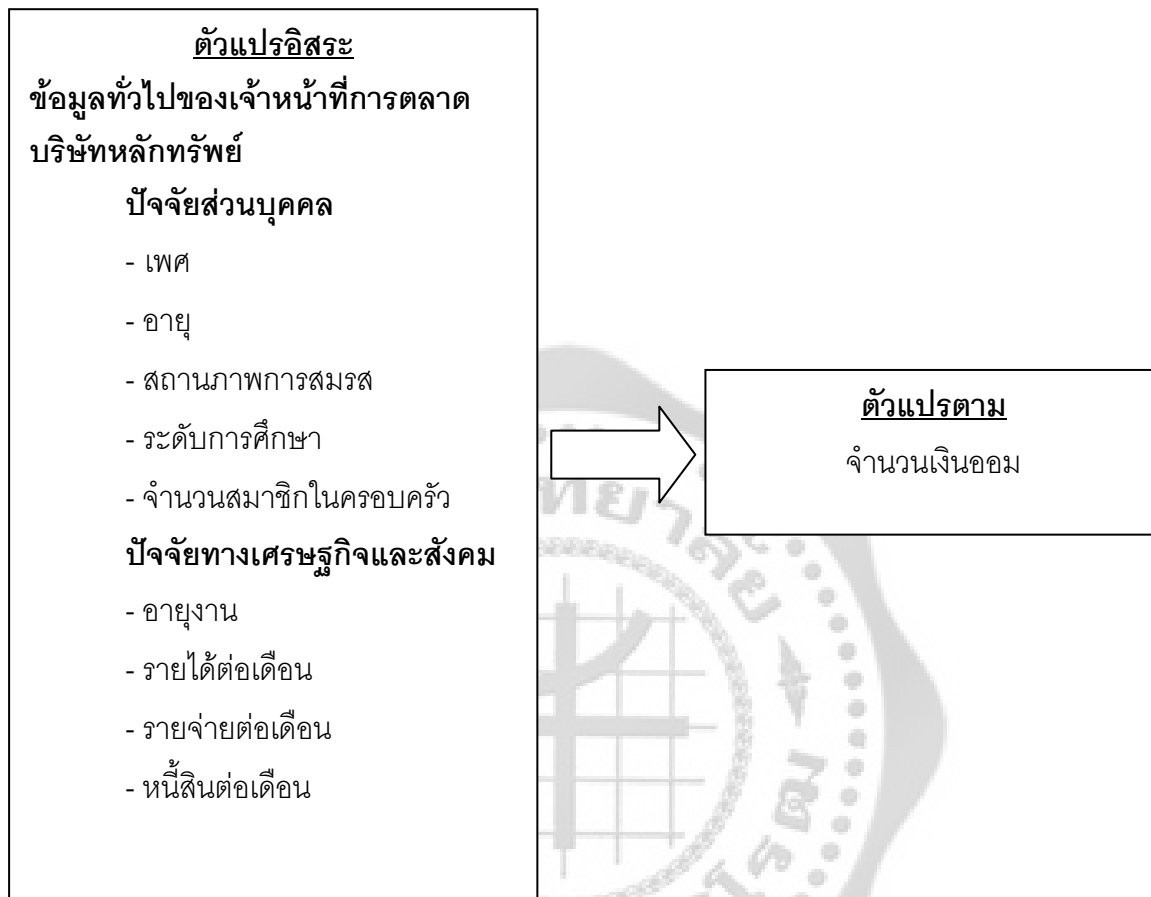 ตัวแปรอิสระ
ข้อมูลทั่วไปของเจ้าหน้าที่การตลาด
บริษัทหลักทรัพย์
ปัจจัยส่วนบุคคล
- เพศ
- อายุ
- สถานภาพการสมรส
- ระดับการศึกษา
- จำนวนสมาชิกในครอบครัว
ปัจจัยทางเศรษฐกิจและสังคม
- อายุงาน
- รายได้ต่อเดือน
- รายจ่ายต่อเดือน
- หนี้สินต่อเดือน
ตัวแปรตาม
จำนวนเงินออม